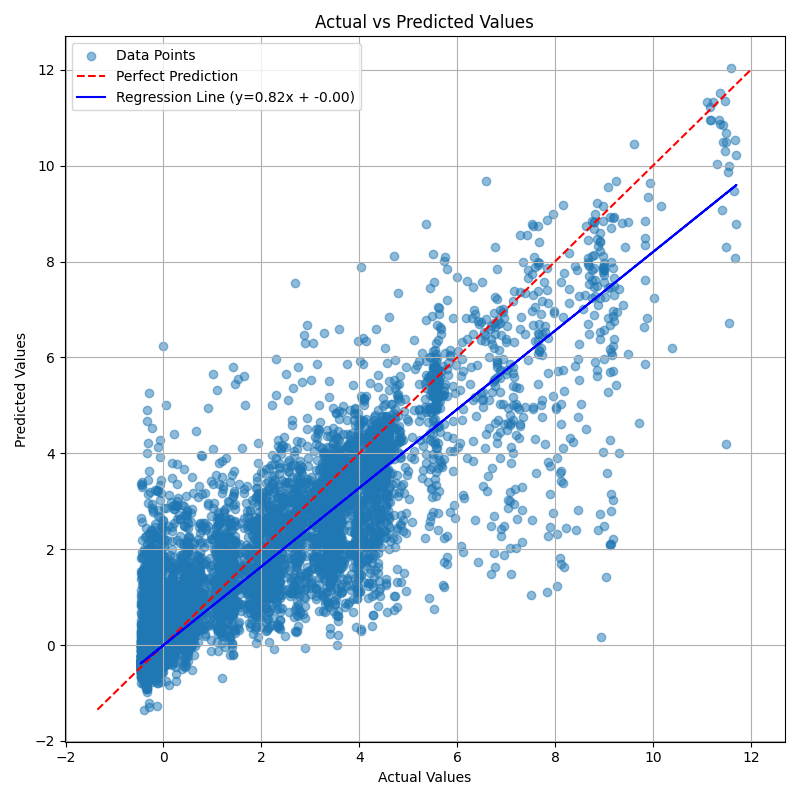 Actual vs Predicted Values
Data Points
Perfect Prediction
Regression Line (y=0.82x + -0.00)
Predicted Values
12
10
8
6
4
2
0
−2
−2 0 2 4 6 8 10 12
Actual Values